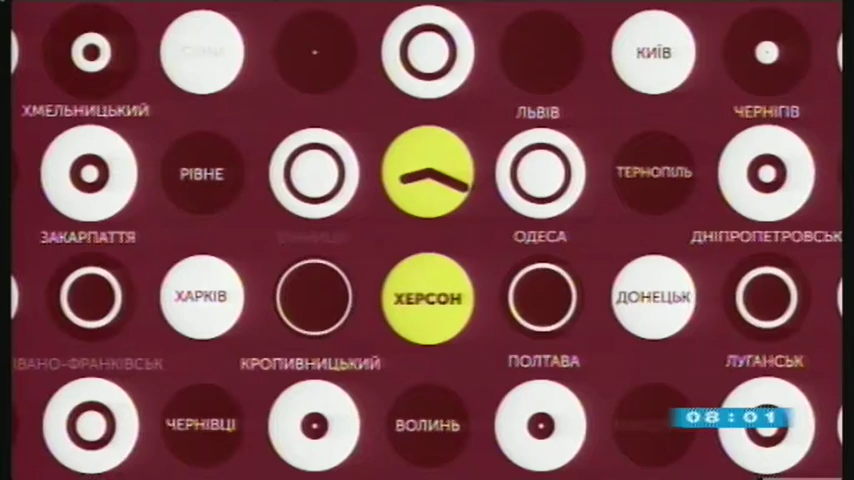 КИЇВ
ХМЕЛЬНИЦЬКИЙ
ЛЬВІВ
ЧЕРНІГІВ
РІВНЕ
ТЕРНОПІЛЬ
ЗАКАРПАТТЯ
ОДЕСА
ДНІПРОПЕТРОВСЬК
ХАРКІВ
ХЕРСОН
ДОНЕЦЬК
ІВАНО-ФРАНКІВСЬК
КРОПИВНИЦЬКИЙ
ПОЛТАВА
ЛУГАНСЬК
ЧЕРНІВЦІ
ВОЛИНЬ
08:01